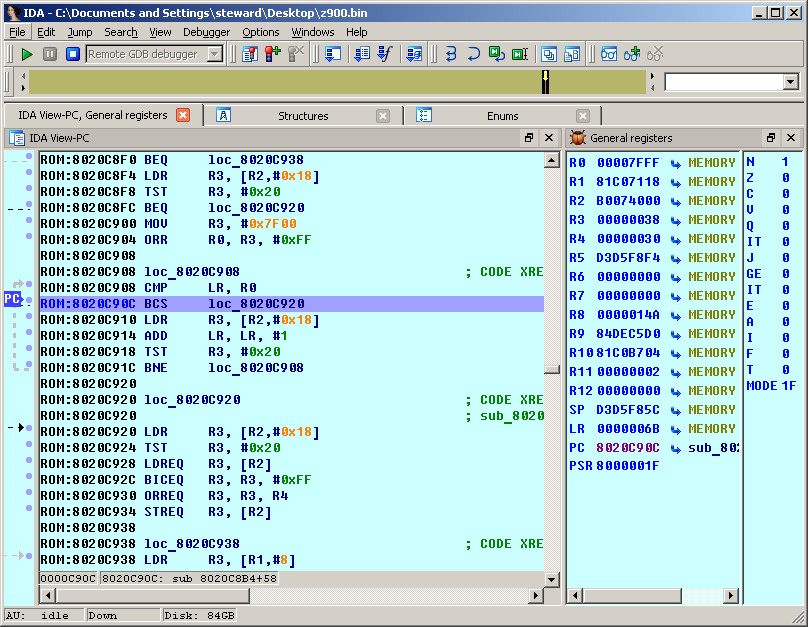 IDA - C:\Documents and Settings\steward\Desktop\z900.bin
File Edit Jump Search View Debugger Options Windows Help
Remote GDB debugger
IDA View-PC, General registers
Structures
Enums
IDA View-PC
General registers
ROM:8020C8F0 BEQ loc_8020C938
ROM:8020C8F4 LDR R3, [R2,#0x18]
ROM:8020C8F8 TST R3, #0x20
ROM:8020C8FC BEQ loc_8020C920
ROM:8020C900 MOV R3, #0x7F00
ROM:8020C904 ORR R0, R3, #0xFF
ROM:8020C908
ROM:8020C908 loc_8020C908 ; CODE XRE
ROM:8020C908 CMP LR, R0
PC
ROM:8020C90C BCS loc_8020C920
ROM:8020C910 LDR R3, [R2,#0x18]
ROM:8020C914 ADD LR, LR, #1
ROM:8020C918 TST R3, #0x20
ROM:8020C91C BNE loc_8020C908
ROM:8020C920
ROM:8020C920 loc_8020C920 ; CODE XRE
ROM:8020C920 ; sub_8020
ROM:8020C920 LDR R3, [R2,#0x18]
ROM:8020C924 TST R3, #0x20
ROM:8020C928 LDREQ R3, [R2]
ROM:8020C92C BICEQ R3, R3, #0xFF
ROM:8020C930 ORREQ R3, R3, R4
ROM:8020C934 STREQ R3, [R2]
ROM:8020C938
ROM:8020C938 loc_8020C938 ; CODE XRE
ROM:8020C938 LDR R3, [R1,#8]
0000C90C 8020C90C: sub 8020C8B4+58
R0 00007FFF MEMORY
R1 81C07118 MEMORY
R2 B0074000 MEMORY
R3 00000038 MEMORY
R4 00000030 MEMORY
R5 D3D5F8F4 MEMORY
R6 00000000 MEMORY
R7 00000000 MEMORY
R8 0000014A MEMORY
R9 84DEC5D0 MEMORY
R10 81C0B704 MEMORY
R11 00000002 MEMORY
R12 00000000 MEMORY
SP D3D5F85C MEMORY
LR 0000006B MEMORY
PC 8020C90C sub_802
PSR 8000001F
N 1
Z 0
C 0
V 0
Q 0
IT 0
J 0
GE 0
IT 0
E 0
A 0
I 0
F 0
T 0
MODE 1F
AU: idle Down Disk: 84GB